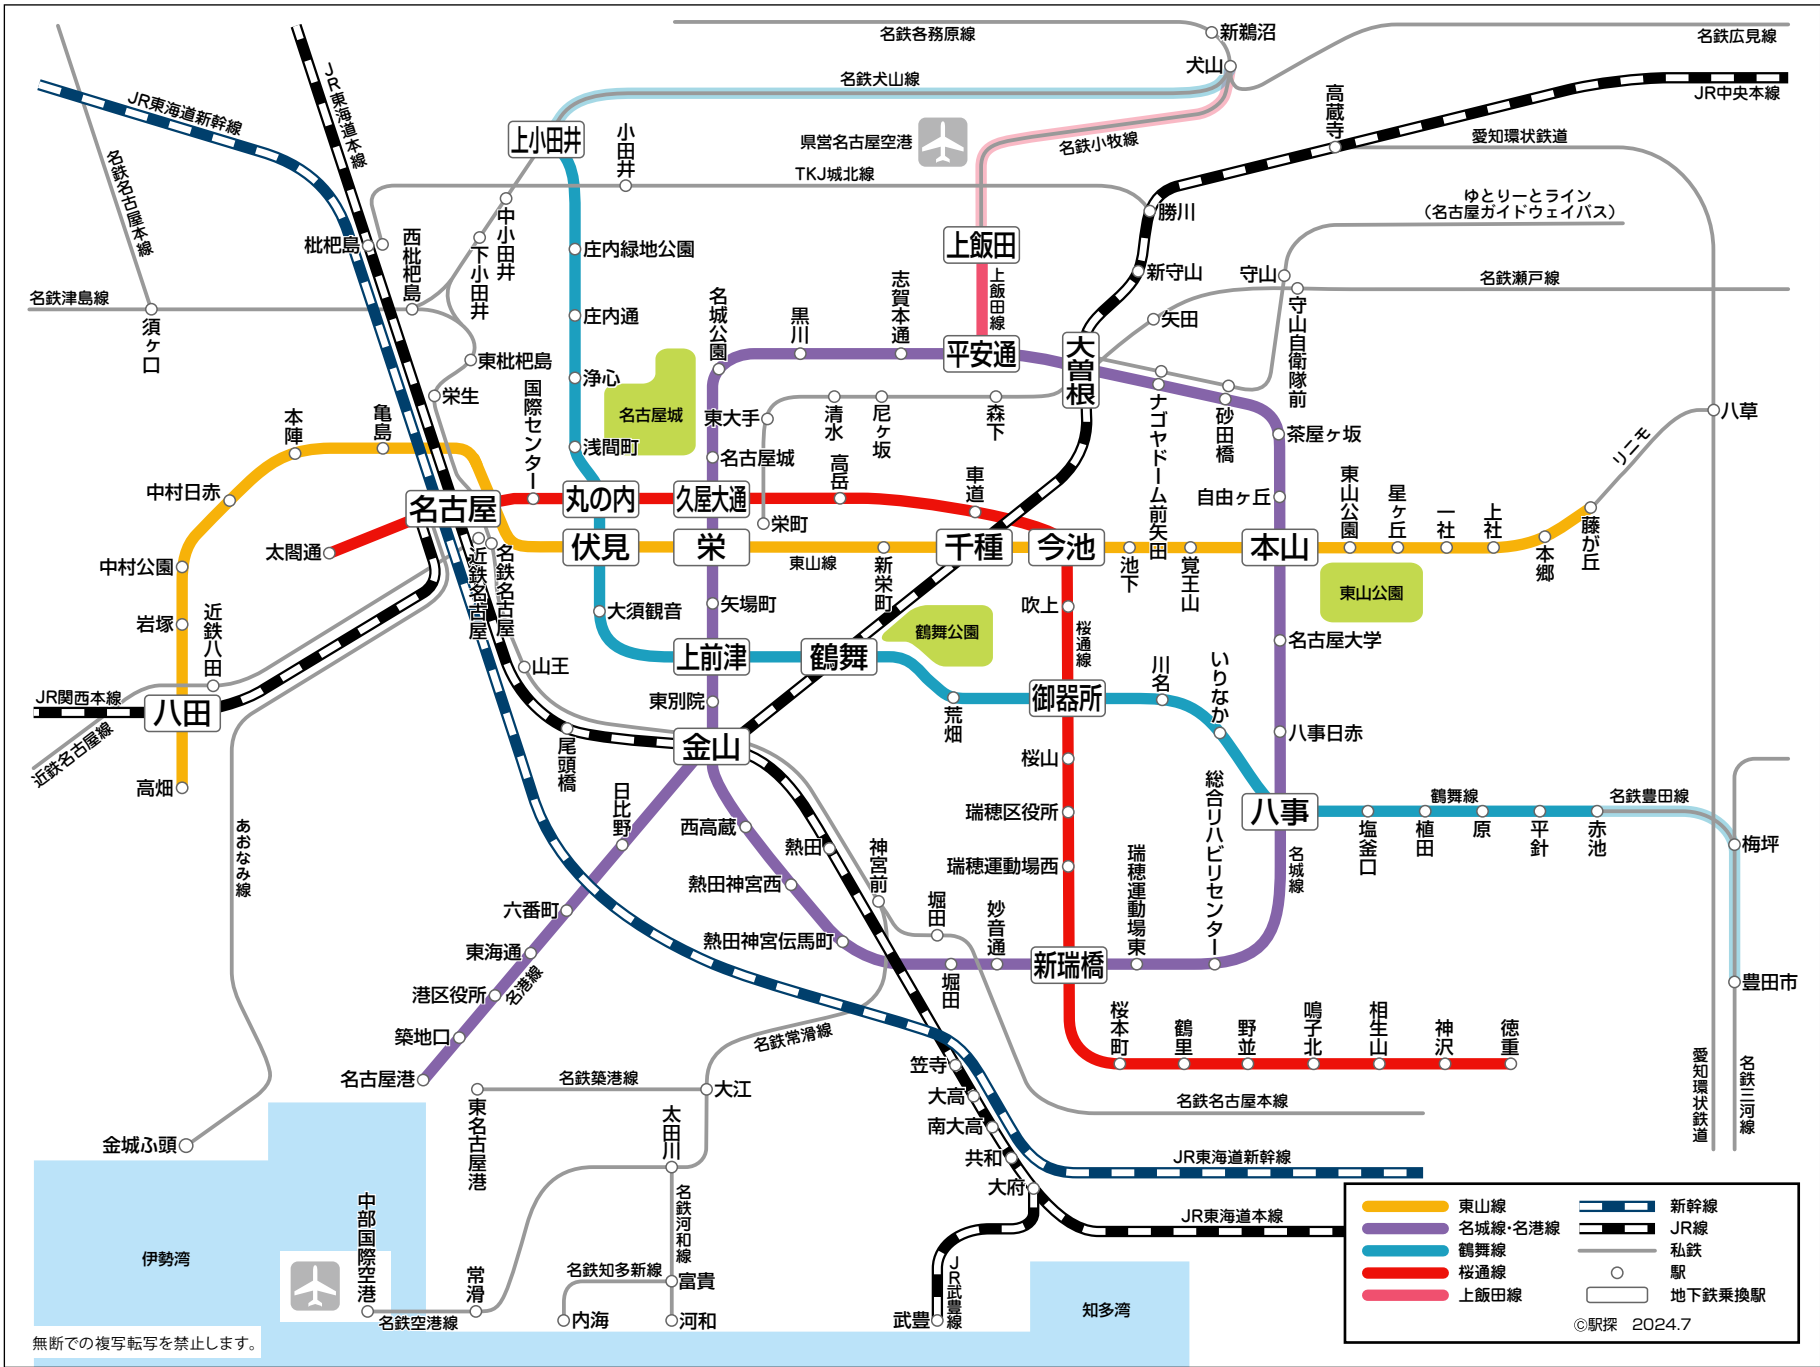 名鉄各務原線
新鵜沼
名鉄広見線
犬山
名鉄犬山線
JR東海道新幹線
JR東海道本線
JR中央本線
高蔵寺
愛知環状鉄道
県営名古屋空港
名鉄小牧線
上小田井
小田井
TKJ城北線
名鉄名古屋本線
ゆとりーとライン
(名古屋ガイドウェイバス)
勝川
中小田井
下小田井
枇杷島
西枇杷島
庄内緑地公園
上飯田
上飯田線
新守山
守山
名鉄瀬戸線
守山自衛隊前
名鉄津島線
須ヶ口
庄内通
名城公園
黒川
志賀本通
平安通
大曽根
矢田
東枇杷島
栄生
浄心
名古屋城
東大手
清水
尼ヶ坂
森下
ナゴヤドーム前矢田
砂田橋
茶屋ヶ坂
八草
リニモ
本陣
亀島
国際センター
浅間町
名古屋城
高岳
車道
自由ヶ丘
東山公園
星ヶ丘
一社
上社
本郷
藤が丘
中村日赤
名古屋
丸の内
久屋大通
栄町
太閤通
伏見
栄
東山線
新栄町
千種
今池
池下
覚王山
本山
東山公園
中村公園
近鉄名古屋
名鉄名古屋
岩塚
近鉄八田
大須観音
矢場町
吹上
桜通線
鶴舞公園
名古屋大学
山王
上前津
鶴舞
川名
いりなか
JR関西本線
八田
東別院
荒畑
御器所
八事日赤
近鉄名古屋線
高畑
尾頭橋
金山
桜山
総合リハビリセンター
日比野
西高蔵
熱田
神宮前
瑞穂区役所
八事
鶴舞線
名鉄豊田線
塩釜口
植田
原
平針
赤池
梅坪
あおなみ線
名城線
熱田神宮西
瑞穂運動場西
瑞穂運動場東
六番町
堀田
妙音通
東海通
熱田神宮伝馬町
新瑞橋
名港線
港区役所
堀田
豊田市
築地口
名鉄常滑線
桜本町
鶴里
野並
鳴子北
相生山
神沢
徳重
名古屋港
名鉄築港線
大江
笠寺
大高
南大高
共和
大府
名鉄名古屋本線
愛知環状鉄道
名鉄三河線
東名古屋港
太田川
金城ふ頭
JR東海道新幹線
中部国際空港
名鉄河和線
JR東海道本線
伊勢湾
常滑
名鉄知多新線
富貴
JR武豊線
名鉄空港線
内海
河和
武豊
知多湾
東山線
名城線・名港線
鶴舞線
桜通線
上飯田線
新幹線
JR線
私鉄
駅
地下鉄乗換駅
©駅探 2024.7
無断での複写転写を禁止します。